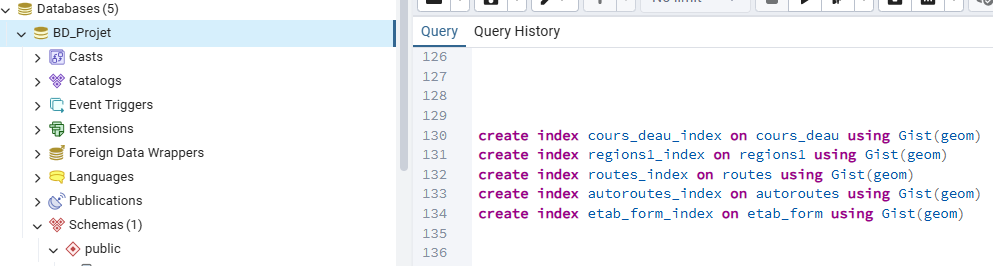 Databases (5)
BD_Projet
Casts
Catalogs
Event Triggers
Extensions
Foreign Data Wrappers
Languages
Publications
Schemas (1)
public
No limit
Query
Query History
126
127
128
129
130 create index cours_deau_index on cours_deau using Gist(geom)
131 create index regions1_index on regions1 using Gist(geom)
132 create index routes_index on routes using Gist(geom)
133 create index autoroutes_index on autoroutes using Gist(geom)
134 create index etab_form_index on etab_form using Gist(geom)
135
136